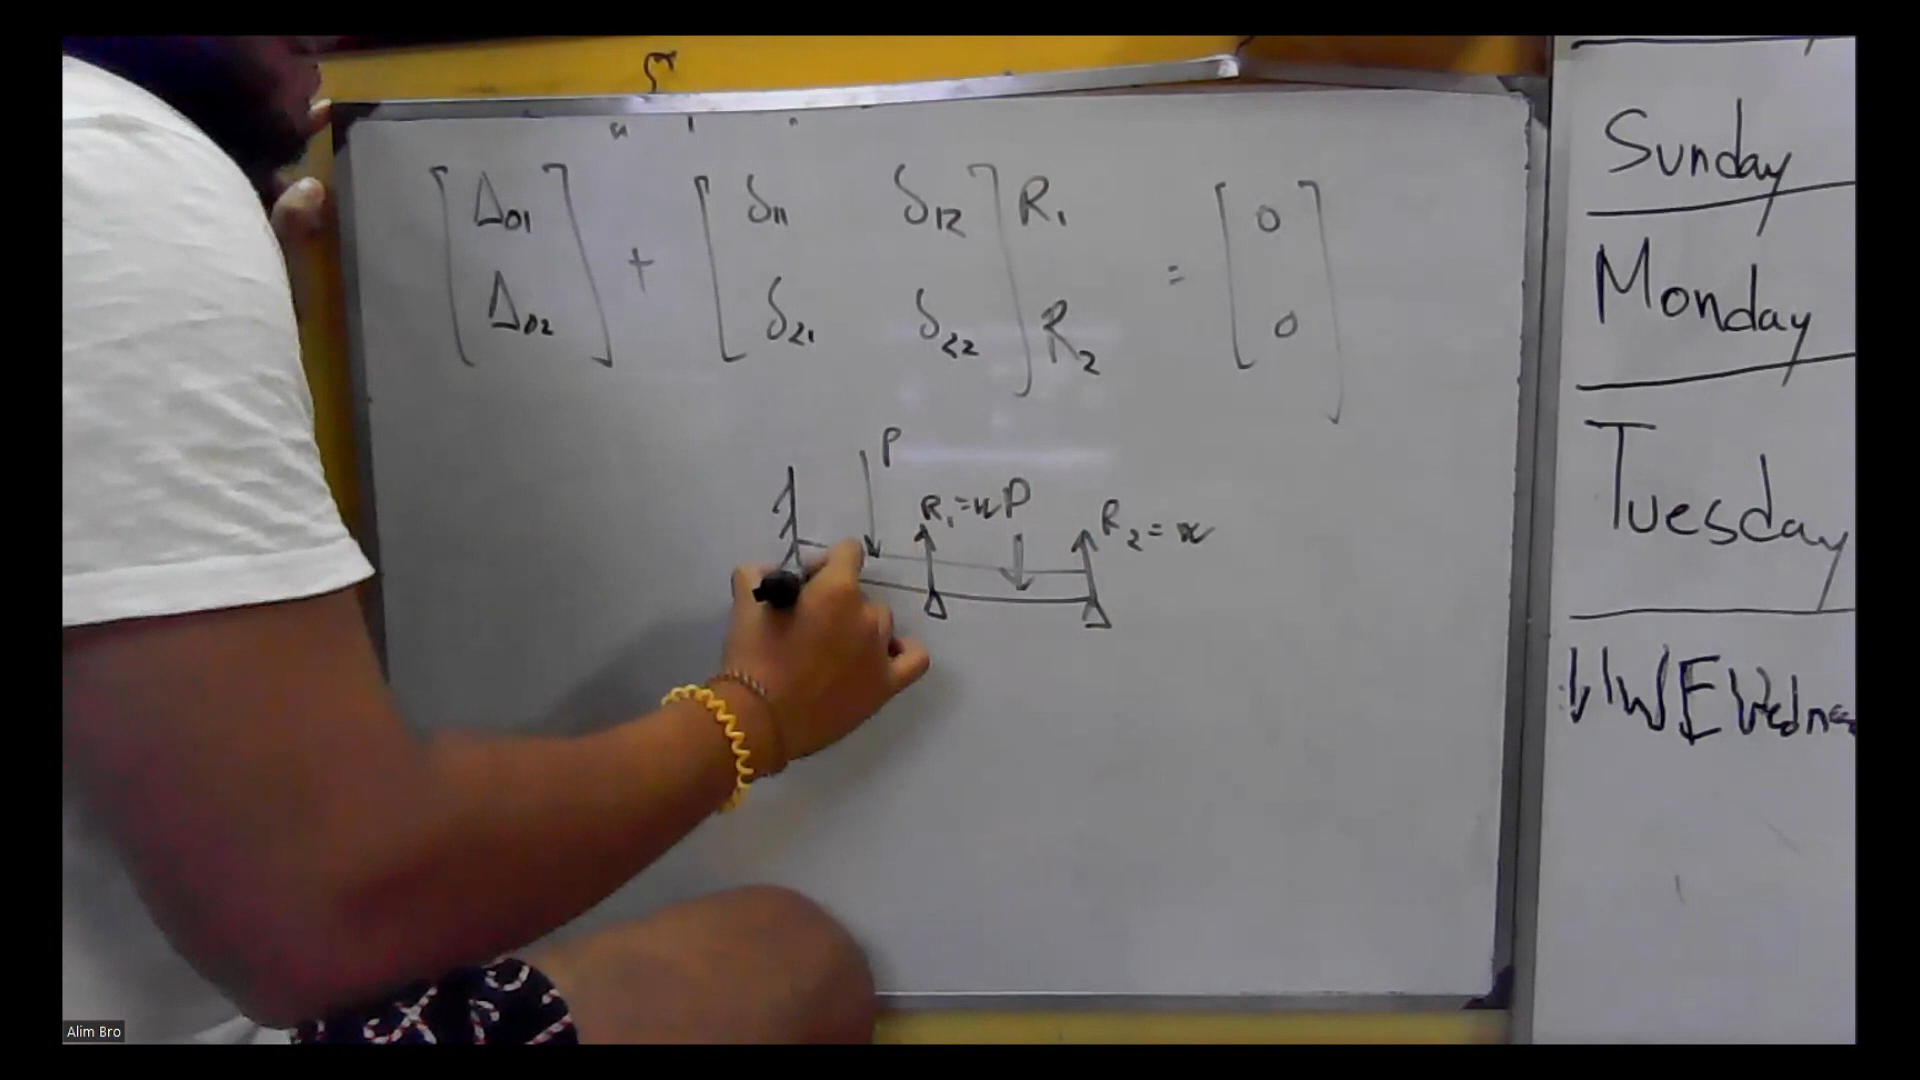 [Δ01] + [δ11 δ12] R1 = [0]
[Δ02] [δ21 δ22] R2 [0]
P
R1=x P R2=x
Sunday
Monday
Tuesday
Alim Bro